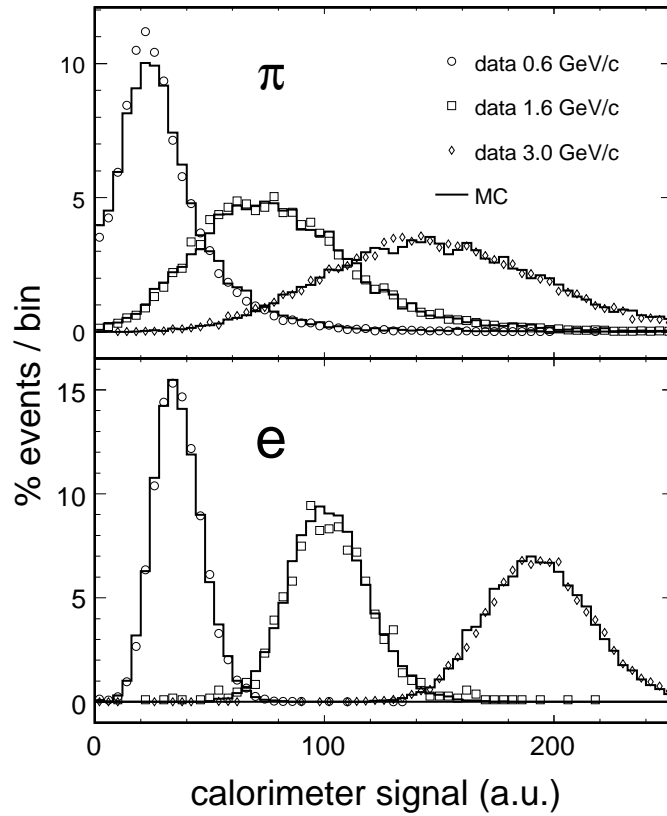 π
data 0.6 GeV/c
data 1.6 GeV/c
data 3.0 GeV/c
MC
10
5
0
% events / bin
e
15
10
5
0
0 100 200
calorimeter signal (a.u.)